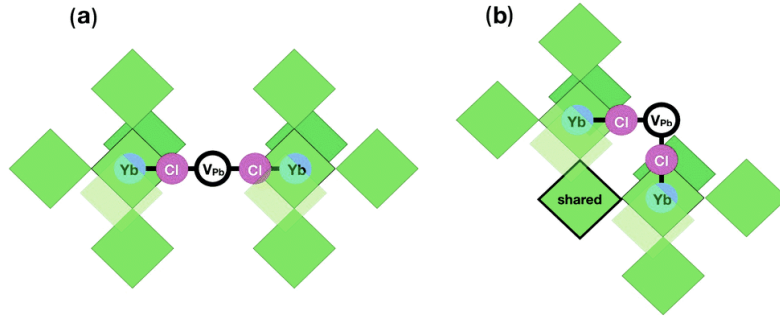 (a)
Yb Cl VPb Cl Yb
(b)
Yb Cl VPb
Cl
shared Yb